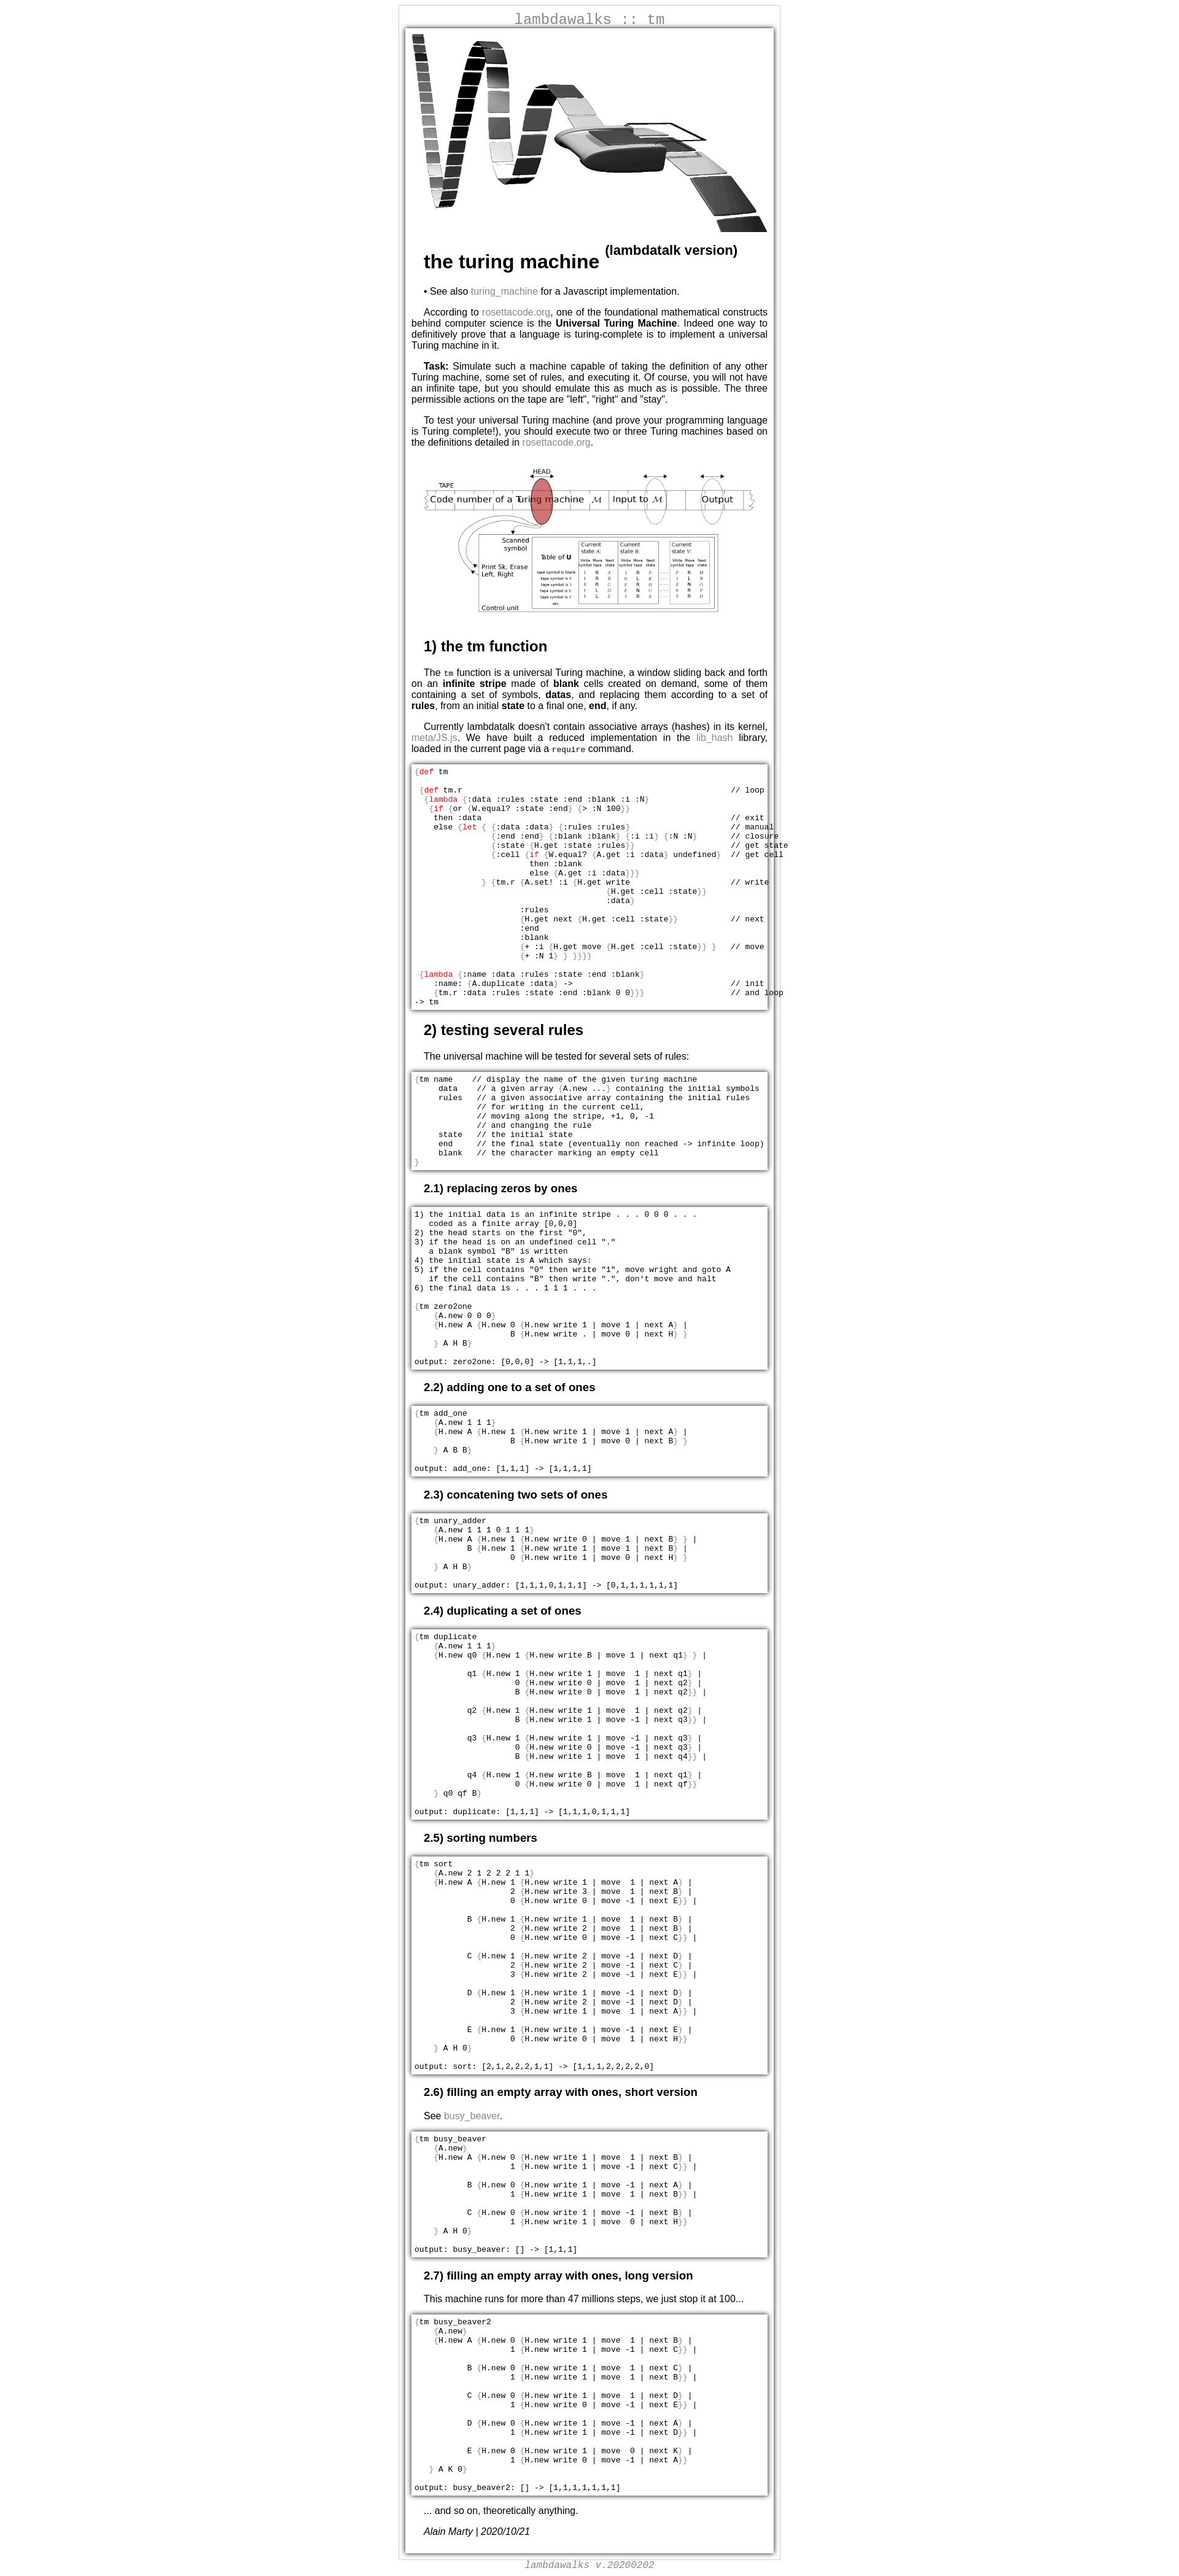 lambdawalks :: tm
the turing machine (lambdatalk version)
• See also turing_machine for a Javascript implementation.
According to rosettacode.org, one of the foundational mathematical constructs
behind computer science is the Universal Turing Machine. Indeed one way to
definitively prove that a language is turing-complete is to implement a universal
Turing machine in it.
Task: Simulate such a machine capable of taking the definition of any other
Turing machine, some set of rules, and executing it. Of course, you will not have
an infinite tape, but you should emulate this as much as is possible. The three
permissible actions on the tape are "left", "right" and "stay".
To test your universal Turing machine (and prove your programming language
is Turing complete!), you should execute two or three Turing machines based on
the definitions detailed in rosettacode.org.
HEAD
TAPE
Code number of a Turing machine M Input to M Output
Scanned
symbol
Print Sk, Erase
Left, Right
Control unit
Table of U
Current state A: Current state B: Current state V:
Write symbol Move tape Next state Write symbol Move tape Next state Write symbol Move tape Next state
tape symbol is blank
etc.
1) the tm function
The tm function is a universal Turing machine, a window sliding back and forth
on an infinite stripe made of blank cells created on demand, some of them
containing a set of symbols, datas, and replacing them according to a set of
rules, from an initial state to a final one, end, if any.
Currently lambdatalk doesn't contain associative arrays (hashes) in its kernel,
meta/JS.js. We have built a reduced implementation in the lib_hash library,
loaded in the current page via a require command.
{def tm
{def tm.r // loop
{lambda {:data :rules :state :end :blank :i :N}
{if {or {W.equal? :state :end} {> :N 100}}
then :data // exit
else {let { {:data :data} {:rules :rules} // manual
{:end :end} {:blank :blank} {:i :i} {:N :N} // closure
{:state {H.get :state :rules}} // get state
{:cell {if {W.equal? {A.get :i :data} undefined} // get cell
then :blank
else {A.get :i :data}}}
} {tm.r {A.set! :i {H.get write // write
{H.get :cell :state}}
:data}
:rules
{H.get next {H.get :cell :state}} // next
:end
:blank
{+ :i {H.get move {H.get :cell :state}} } // move
{+ :N 1} } }}}}
{lambda {:name :data :rules :state :end :blank}
:name: {A.duplicate :data} -> // init
{tm.r :data :rules :state :end :blank 0 0}}} // and loop
-> tm
2) testing several rules
The universal machine will be tested for several sets of rules:
{tm name // display the name of the given turing machine
data // a given array {A.new ...} containing the initial symbols
rules // a given associative array containing the initial rules
// for writing in the current cell,
// moving along the stripe, +1, 0, -1
// and changing the rule
state // the initial state
end // the final state (eventually non reached -> infinite loop)
blank // the character marking an empty cell
}
2.1) replacing zeros by ones
1) the initial data is an infinite stripe . . . 0 0 0 . . .
coded as a finite array [0,0,0]
2) the head starts on the first "0",
3) if the head is on an undefined cell "."
a blank symbol "B" is written
4) the initial state is A which says:
5) if the cell contains "0" then write "1", move wright and goto A
if the cell contains "B" then write ".", don't move and halt
6) the final data is . . . 1 1 1 . . .
{tm zero2one
{A.new 0 0 0}
{H.new A {H.new 0 {H.new write 1 | move 1 | next A} |
B {H.new write . | move 0 | next H} }
} A H B}
output: zero2one: [0,0,0] -> [1,1,1,.]
2.2) adding one to a set of ones
{tm add_one
{A.new 1 1 1}
{H.new A {H.new 1 {H.new write 1 | move 1 | next A} |
B {H.new write 1 | move 0 | next B} }
} A B B}
output: add_one: [1,1,1] -> [1,1,1,1]
2.3) concatening two sets of ones
{tm unary_adder
{A.new 1 1 1 0 1 1 1}
{H.new A {H.new 1 {H.new write 0 | move 1 | next B} } |
B {H.new 1 {H.new write 1 | move 1 | next B} |
0 {H.new write 1 | move 0 | next H} }
} A H B}
output: unary_adder: [1,1,1,0,1,1,1] -> [0,1,1,1,1,1,1]
2.4) duplicating a set of ones
{tm duplicate
{A.new 1 1 1}
{H.new q0 {H.new 1 {H.new write B | move 1 | next q1} } |
q1 {H.new 1 {H.new write 1 | move 1 | next q1} |
0 {H.new write 0 | move 1 | next q2} |
B {H.new write 0 | move 1 | next q2}} |
q2 {H.new 1 {H.new write 1 | move 1 | next q2} |
B {H.new write 1 | move -1 | next q3}} |
q3 {H.new 1 {H.new write 1 | move -1 | next q3} |
0 {H.new write 0 | move -1 | next q3} |
B {H.new write 1 | move 1 | next q4}} |
q4 {H.new 1 {H.new write B | move 1 | next q1} |
0 {H.new write 0 | move 1 | next qf}}
} q0 qf B}
output: duplicate: [1,1,1] -> [1,1,1,0,1,1,1]
2.5) sorting numbers
{tm sort
{A.new 2 1 2 2 2 1 1}
{H.new A {H.new 1 {H.new write 1 | move 1 | next A} |
2 {H.new write 3 | move 1 | next B} |
0 {H.new write 0 | move -1 | next E}} |
B {H.new 1 {H.new write 1 | move 1 | next B} |
2 {H.new write 2 | move 1 | next B} |
0 {H.new write 0 | move -1 | next C}} |
C {H.new 1 {H.new write 2 | move -1 | next D} |
2 {H.new write 2 | move -1 | next C} |
3 {H.new write 2 | move -1 | next E}} |
D {H.new 1 {H.new write 1 | move -1 | next D} |
2 {H.new write 2 | move -1 | next D} |
3 {H.new write 1 | move 1 | next A}} |
E {H.new 1 {H.new write 1 | move -1 | next E} |
0 {H.new write 0 | move 1 | next H}}
} A H 0}
output: sort: [2,1,2,2,2,1,1] -> [1,1,1,2,2,2,2,0]
2.6) filling an empty array with ones, short version
See busy_beaver.
{tm busy_beaver
{A.new}
{H.new A {H.new 0 {H.new write 1 | move 1 | next B} |
1 {H.new write 1 | move -1 | next C}} |
B {H.new 0 {H.new write 1 | move -1 | next A} |
1 {H.new write 1 | move 1 | next B}} |
C {H.new 0 {H.new write 1 | move -1 | next B} |
1 {H.new write 1 | move 0 | next H}}
} A H 0}
output: busy_beaver: [] -> [1,1,1]
2.7) filling an empty array with ones, long version
This machine runs for more than 47 millions steps, we just stop it at 100...
{tm busy_beaver2
{A.new}
{H.new A {H.new 0 {H.new write 1 | move 1 | next B} |
1 {H.new write 1 | move -1 | next C}} |
B {H.new 0 {H.new write 1 | move 1 | next C} |
1 {H.new write 1 | move 1 | next B}} |
C {H.new 0 {H.new write 1 | move 1 | next D} |
1 {H.new write 0 | move -1 | next E}} |
D {H.new 0 {H.new write 1 | move -1 | next A} |
1 {H.new write 1 | move -1 | next D}} |
E {H.new 0 {H.new write 1 | move 0 | next K} |
1 {H.new write 0 | move -1 | next A}}
} A K 0}
output: busy_beaver2: [] -> [1,1,1,1,1,1,1]
... and so on, theoretically anything.
Alain Marty | 2020/10/21
lambdawalks v.20200202